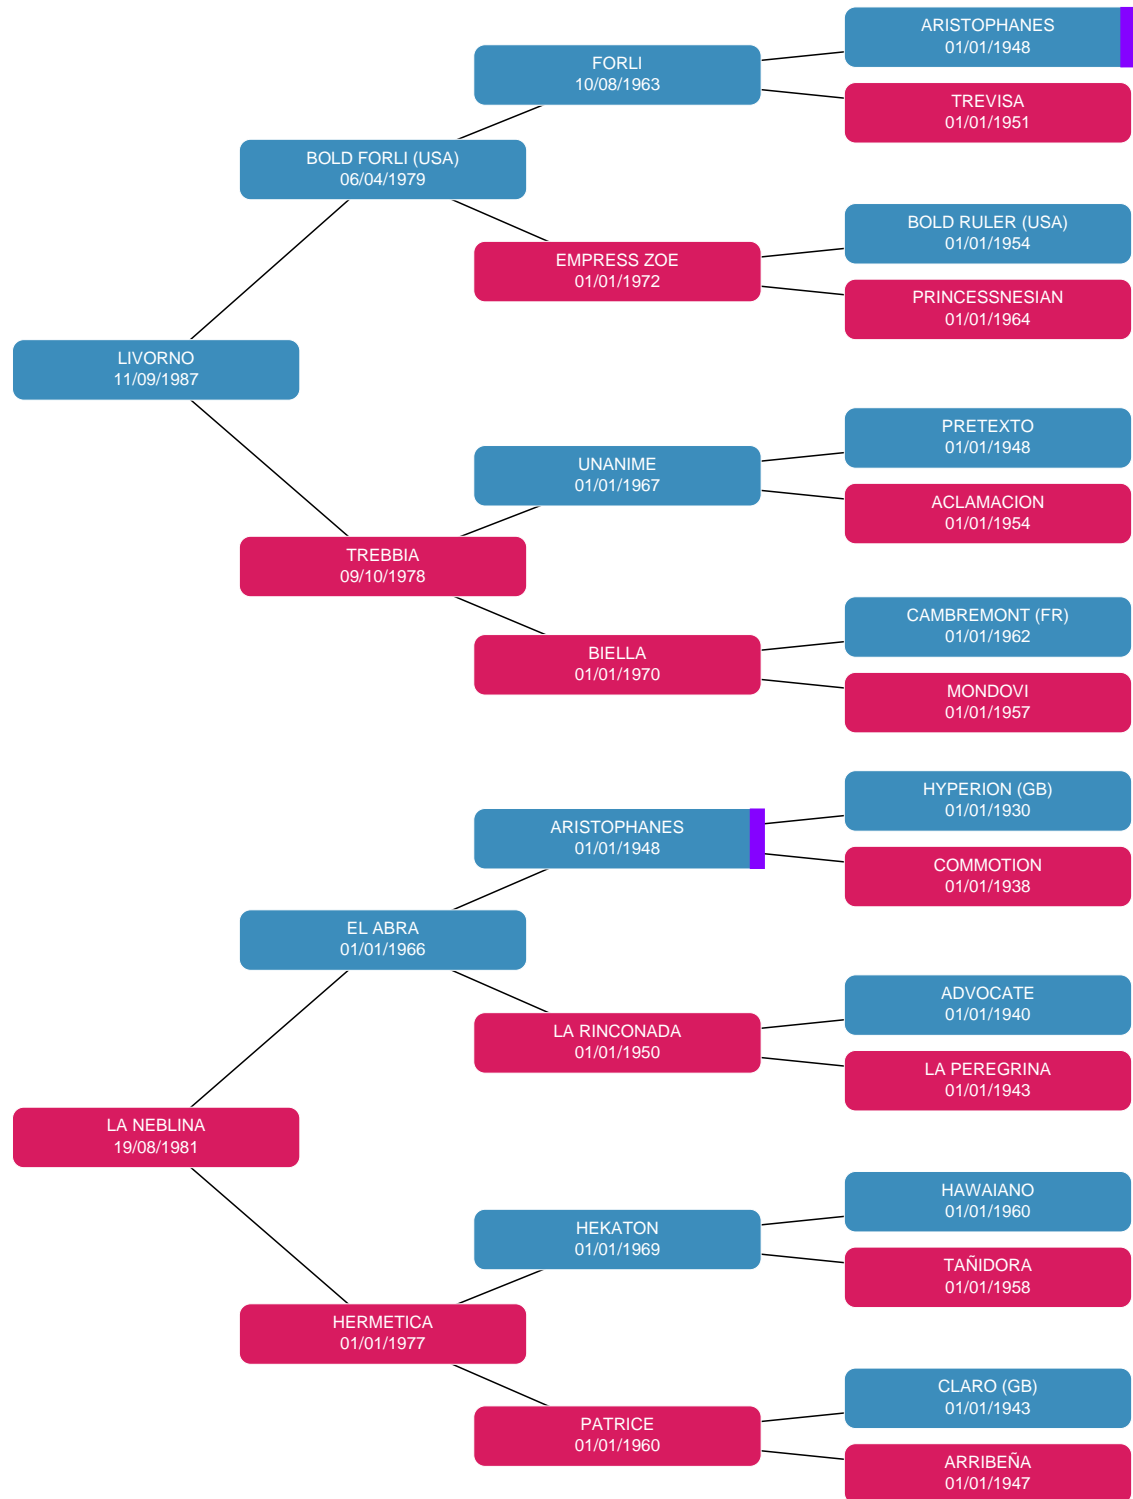 ARISTOPHANES
01/01/1948
FORLI
10/08/1963
TREVISA
01/01/1951
BOLD FORLI (USA)
06/04/1979
BOLD RULER (USA)
01/01/1954
EMPRESS ZOE
01/01/1972
PRINCESSNESIAN
01/01/1964
LIVORNO
11/09/1987
PRETEXTO
01/01/1948
UNANIME
01/01/1967
ACLAMACION
01/01/1954
TREBBIA
09/10/1978
CAMBREMONT (FR)
01/01/1962
BIELLA
01/01/1970
MONDOVI
01/01/1957
HYPERION (GB)
01/01/1930
ARISTOPHANES
01/01/1948
COMMOTION
01/01/1938
EL ABRA
01/01/1966
ADVOCATE
01/01/1940
LA RINCONADA
01/01/1950
LA PEREGRINA
01/01/1943
LA NEBLINA
19/08/1981
HAWAIANO
01/01/1960
HEKATON
01/01/1969
TAÑIDORA
01/01/1958
HERMETICA
01/01/1977
CLARO (GB)
01/01/1943
PATRICE
01/01/1960
ARRIBEÑA
01/01/1947